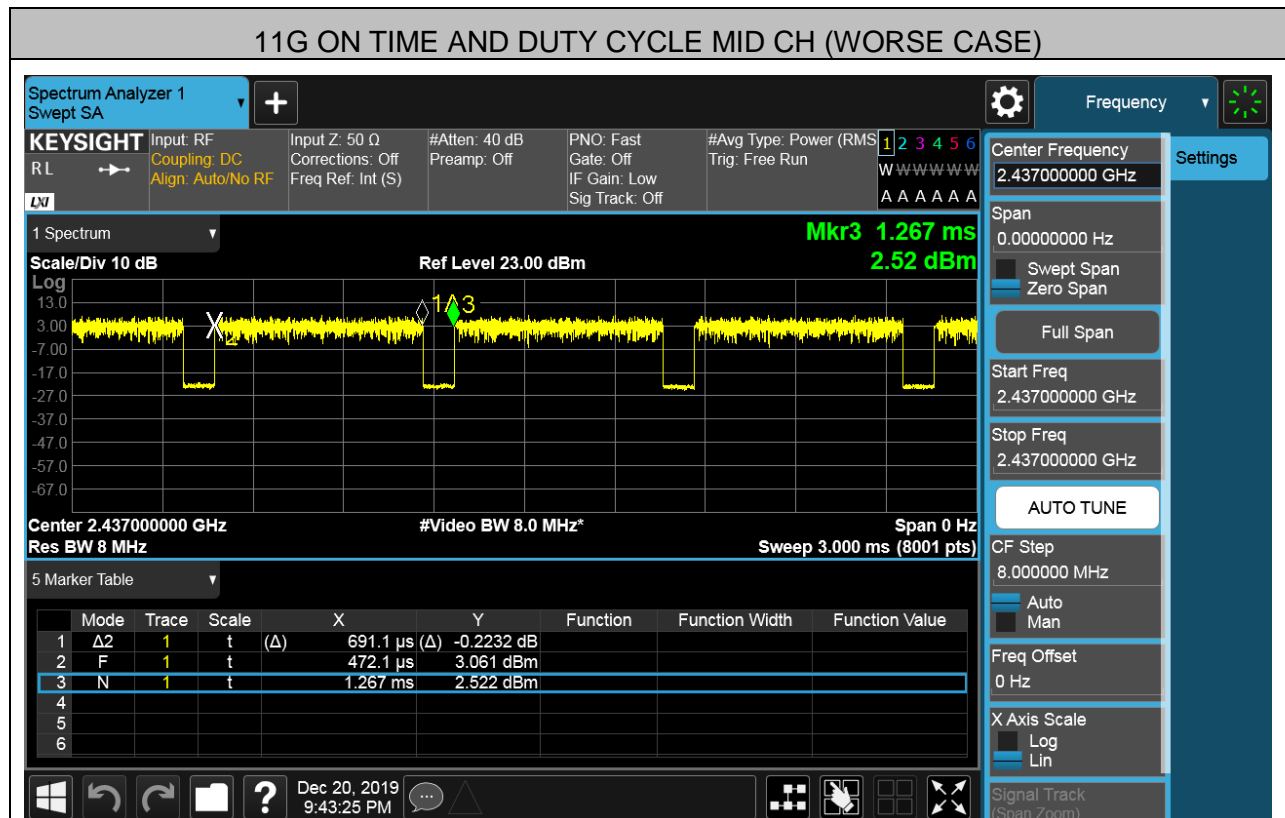 11G ON TIME AND DUTY CYCLE MID CH (WORSE CASE)
Spectrum Analyzer 1
Swept SA
+
Frequency
KEYSIGHT
RL
LXI
Input: RF
Coupling: DC
Align: Auto/No RF
Input Z: 50 Ω
Corrections: Off
Freq Ref: Int (S)
#Atten: 40 dB
Preamp: Off
PNO: Fast
Gate: Off
IF Gain: Low
Sig Track: Off
#Avg Type: Power (RMS
Trig: Free Run
1 2 3 4 5 6
W W W W W W
A A A A A A
1 Spectrum
Mkr3 1.267 ms
Scale/Div 10 dB
Ref Level 23.00 dBm
2.52 dBm
Log
13.0
3.00
-7.00
-17.0
-27.0
-37.0
-47.0
-57.0
-67.0
X
2
1Δ3
Center 2.437000000 GHz
#Video BW 8.0 MHz*
Span 0 Hz
Res BW 8 MHz
Sweep 3.000 ms (8001 pts)
5 Marker Table
Mode Trace Scale X Y Function Function Width Function Value
1 Δ2 1 t (Δ) 691.1 µs (Δ) -0.2232 dB
2 F 1 t 472.1 µs 3.061 dBm
3 N 1 t 1.267 ms 2.522 dBm
4
5
6
?
Dec 20, 2019
9:43:25 PM
Center Frequency
2.437000000 GHz
Span
0.00000000 Hz
Swept Span
Zero Span
Full Span
Start Freq
2.437000000 GHz
Stop Freq
2.437000000 GHz
AUTO TUNE
CF Step
8.000000 MHz
Auto
Man
Freq Offset
0 Hz
X Axis Scale
Log
Lin
Signal Track
(Span Zoom)
Settings